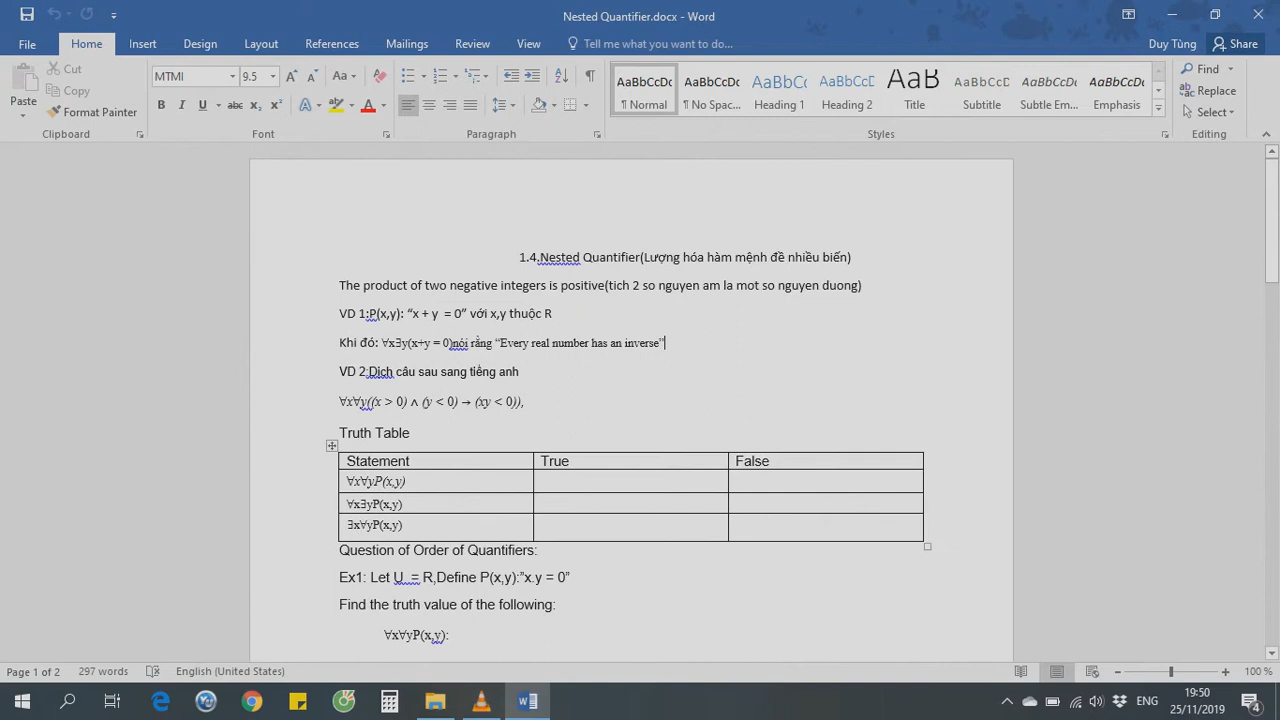 Nested Quantifier.docx - Word
File Home Insert Design Layout References Mailings Review View Tell me what you want to do... Duy Tùng Share
Paste Cut Copy Format Painter
MTMI 9.5
AaBbCcDc AaBbCcDc AaBbCc AaBbCcC AaB AaBbCcD AaBbCcDc AaBbCcDc
¶ Normal ¶ No Spac... Heading 1 Heading 2 Title Subtitle Subtle Em... Emphasis
Find Replace Select
Clipboard Font Paragraph Styles Editing
1.4.Nested Quantifier(Lượng hóa hàm mệnh đề nhiều biến)
The product of two negative integers is positive(tich 2 so nguyen am la mot so nguyen duong)
VD 1:P(x,y): “x + y = 0” với x,y thuộc R
Khi đó: ∀x∃y(x+y = 0)nói rằng “Every real number has an inverse”
VD 2:Dịch câu sau sang tiếng anh
∀x∀y((x > 0) ∧ (y < 0) → (xy < 0)),
Truth Table
Statement True False
∀x∀yP(x,y)
∀x∃yP(x,y)
∃x∀yP(x,y)
Question of Order of Quantifiers:
Ex1: Let U = R,Define P(x,y):”x.y = 0”
Find the truth value of the following:
∀x∀yP(x,y):
Page 1 of 2 297 words English (United States) 100 %
ENG 19:50
25/11/2019 4